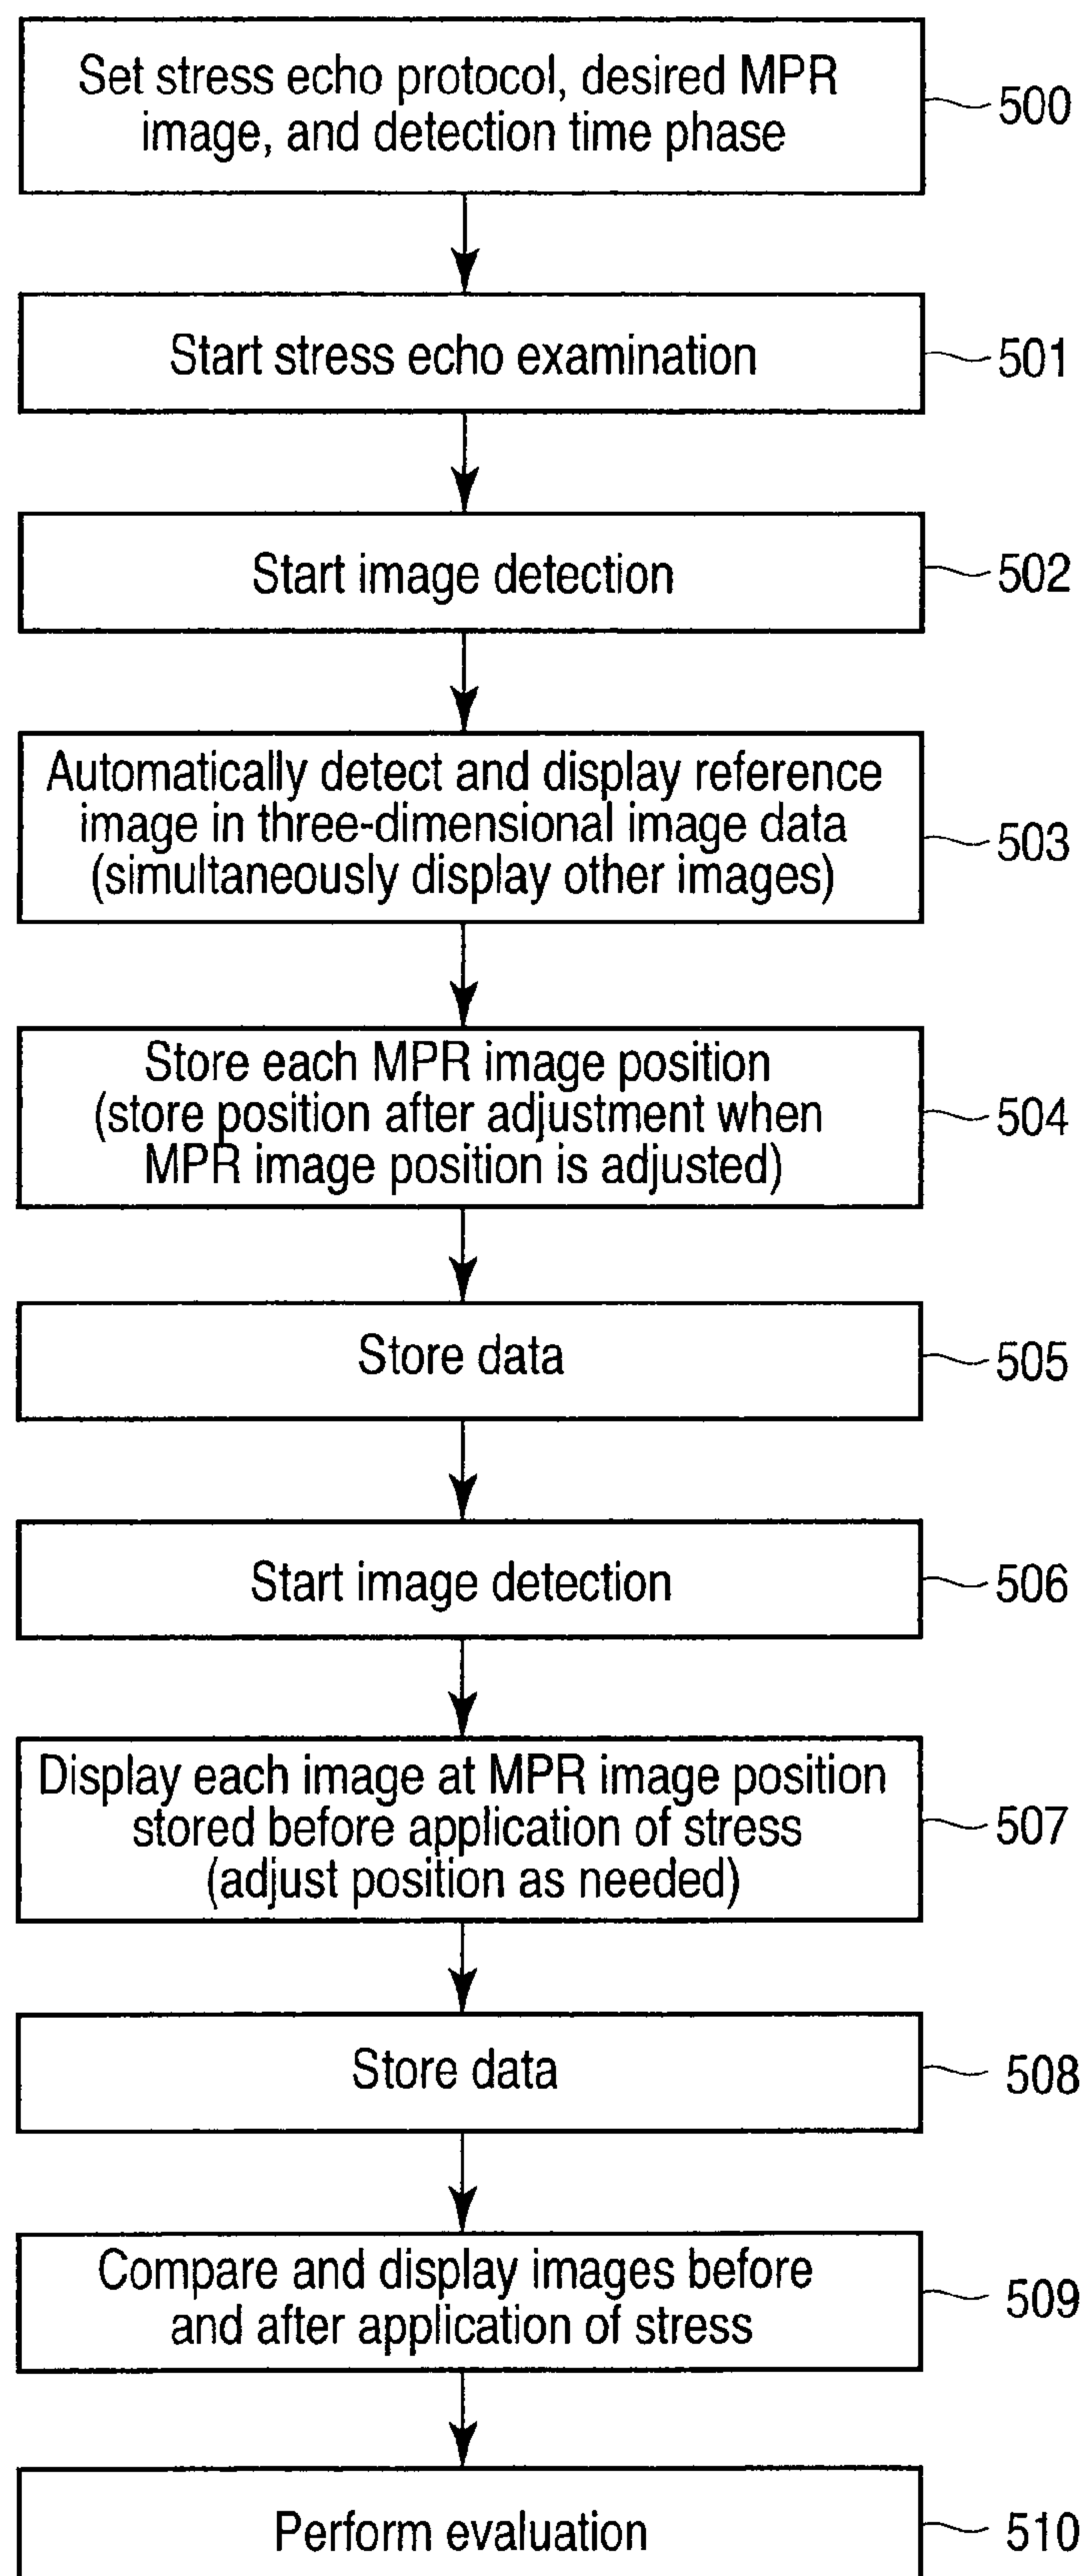 Set stress echo protocol, desired MPR
image, and detection time phase
500
Start stress echo examination
501
Start image detection
502
Automatically detect and display reference
image in three-dimensional image data
(simultaneously display other images)
503
Store each MPR image position
(store position after adjustment when
MPR image position is adjusted)
504
Store data
505
Start image detection
506
Display each image at MPR image position
stored before application of stress
(adjust position as needed)
507
Store data
508
Compare and display images before
and after application of stress
509
Perform evaluation
510